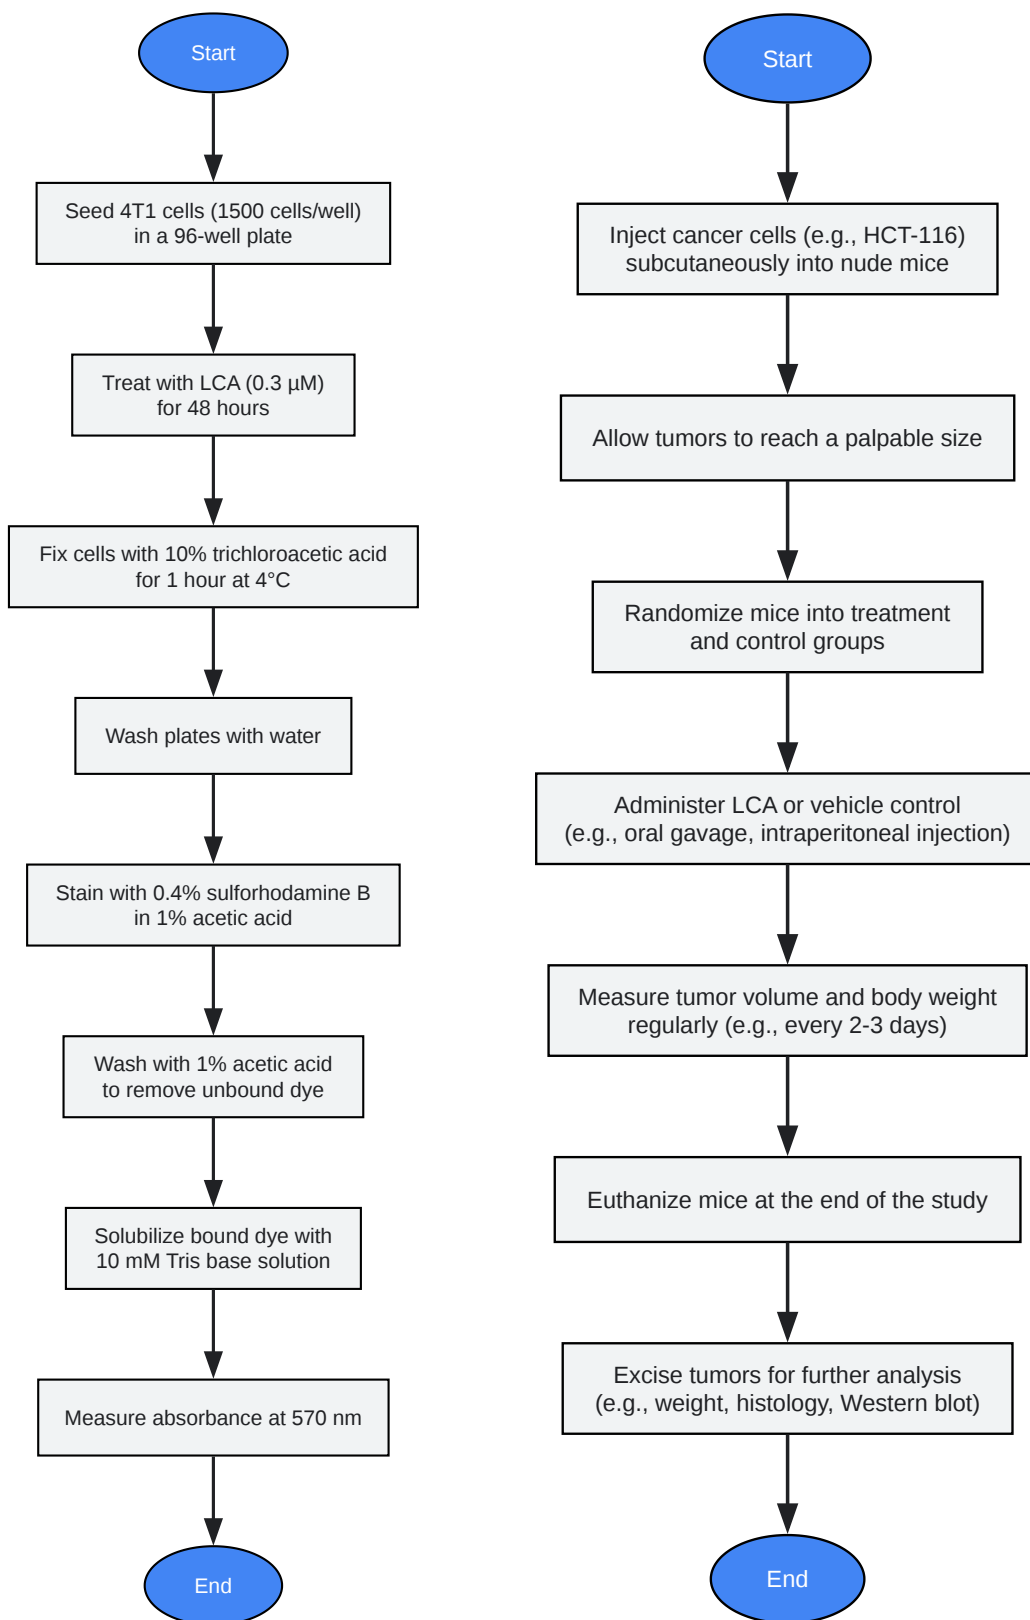 Start
Seed 4T1 cells (1500 cells/well)
in a 96-well plate
Treat with LCA (0.3 µM)
for 48 hours
Fix cells with 10% trichloroacetic acid
for 1 hour at 4°C
Wash plates with water
Stain with 0.4% sulforhodamine B
in 1% acetic acid
Wash with 1% acetic acid
to remove unbound dye
Solubilize bound dye with
10 mM Tris base solution
Measure absorbance at 570 nm
End
Start
Inject cancer cells (e.g., HCT-116)
subcutaneously into nude mice
Allow tumors to reach a palpable size
Randomize mice into treatment
and control groups
Administer LCA or vehicle control
(e.g., oral gavage, intraperitoneal injection)
Measure tumor volume and body weight
regularly (e.g., every 2-3 days)
Euthanize mice at the end of the study
Excise tumors for further analysis
(e.g., weight, histology, Western blot)
End